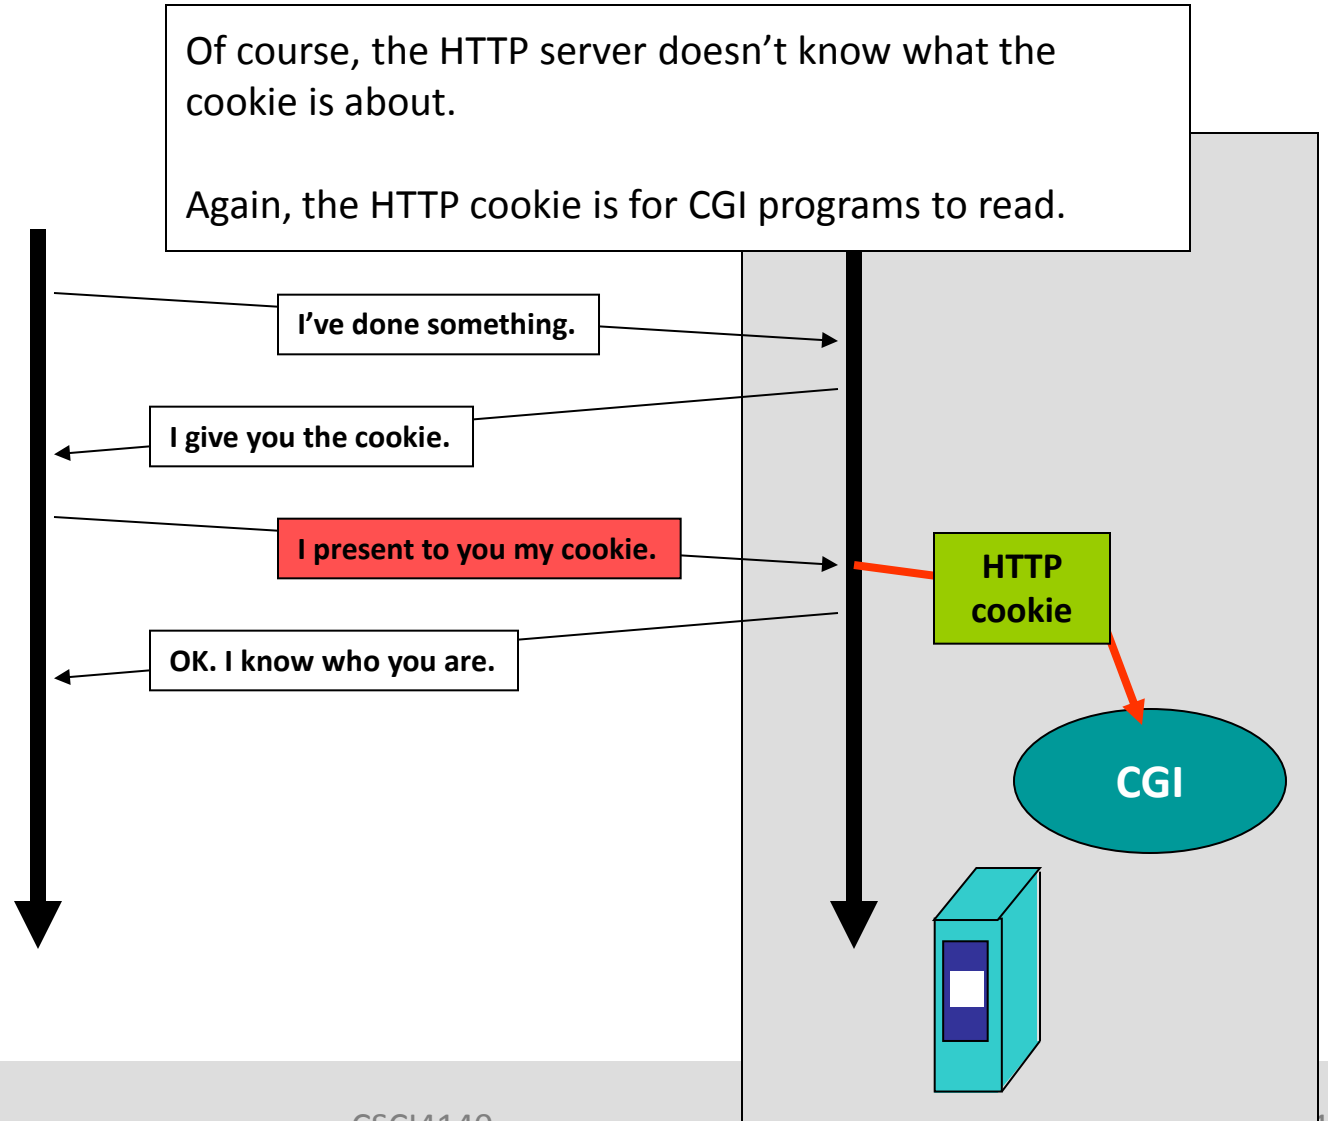 Of course, the HTTP server doesn’t know what the
cookie is about.
Again, the HTTP cookie is for CGI programs to read.
I’ve done something.
I give you the cookie.
I present to you my cookie.
HTTP
cookie
OK. I know who you are.
CGI